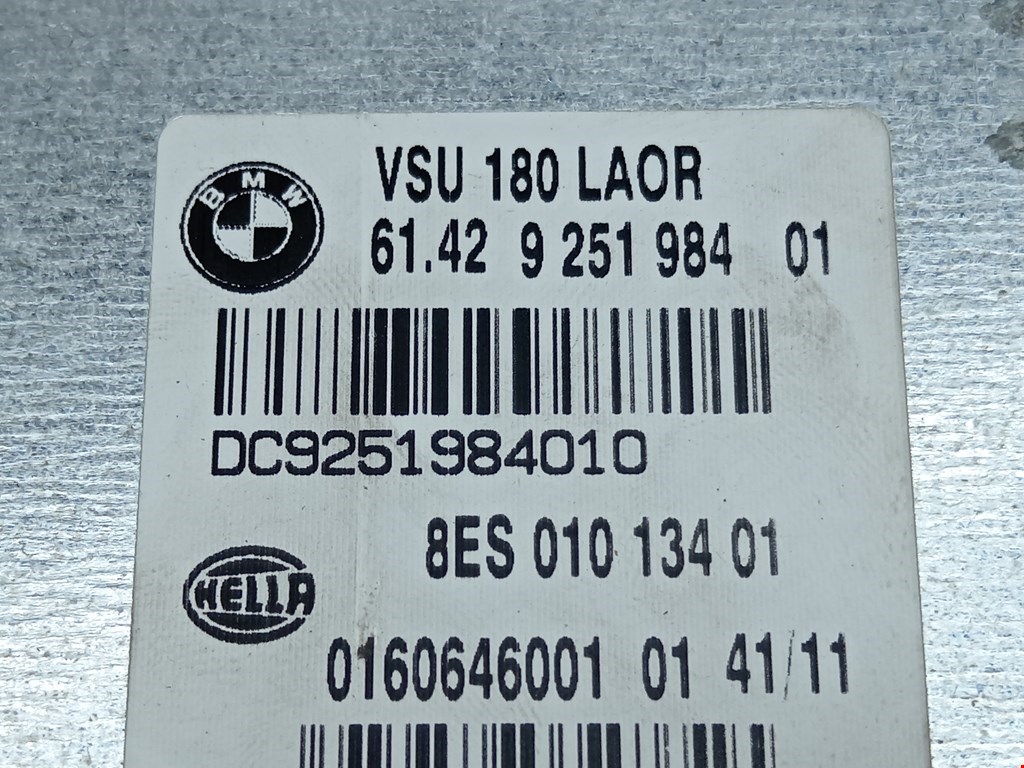 BMW
VSU 180 LAOR
61.42 9 251 984 01
DC9251984010
8ES 010 134 01
HELLA
0160646001 01 41/11